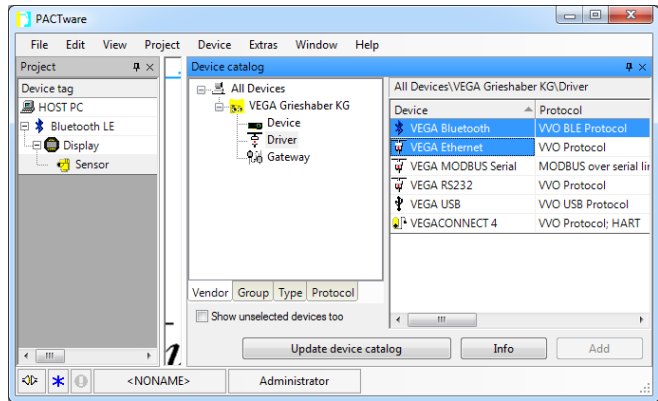 PACTware
File Edit View Project Device Extras Window Help
Project
Device tag
HOST PC
Bluetooth LE
Display
Sensor
Device catalog
All Devices
VEGA Grieshaber KG
Device
Driver
Gateway
Vendor Group Type Protocol
Show unselected devices too
All Devices\VEGA Grieshaber KG\Driver
Device Protocol
VEGA Bluetooth VVO BLE Protocol
VEGA Ethernet VVO Protocol
VEGA MODBUS Serial MODBUS over serial lir
VEGA RS232 VVO Protocol
VEGA USB VVO USB Protocol
VEGACONNECT 4 VVO Protocol; HART
Update device catalog Info Add
<NONAME> Administrator